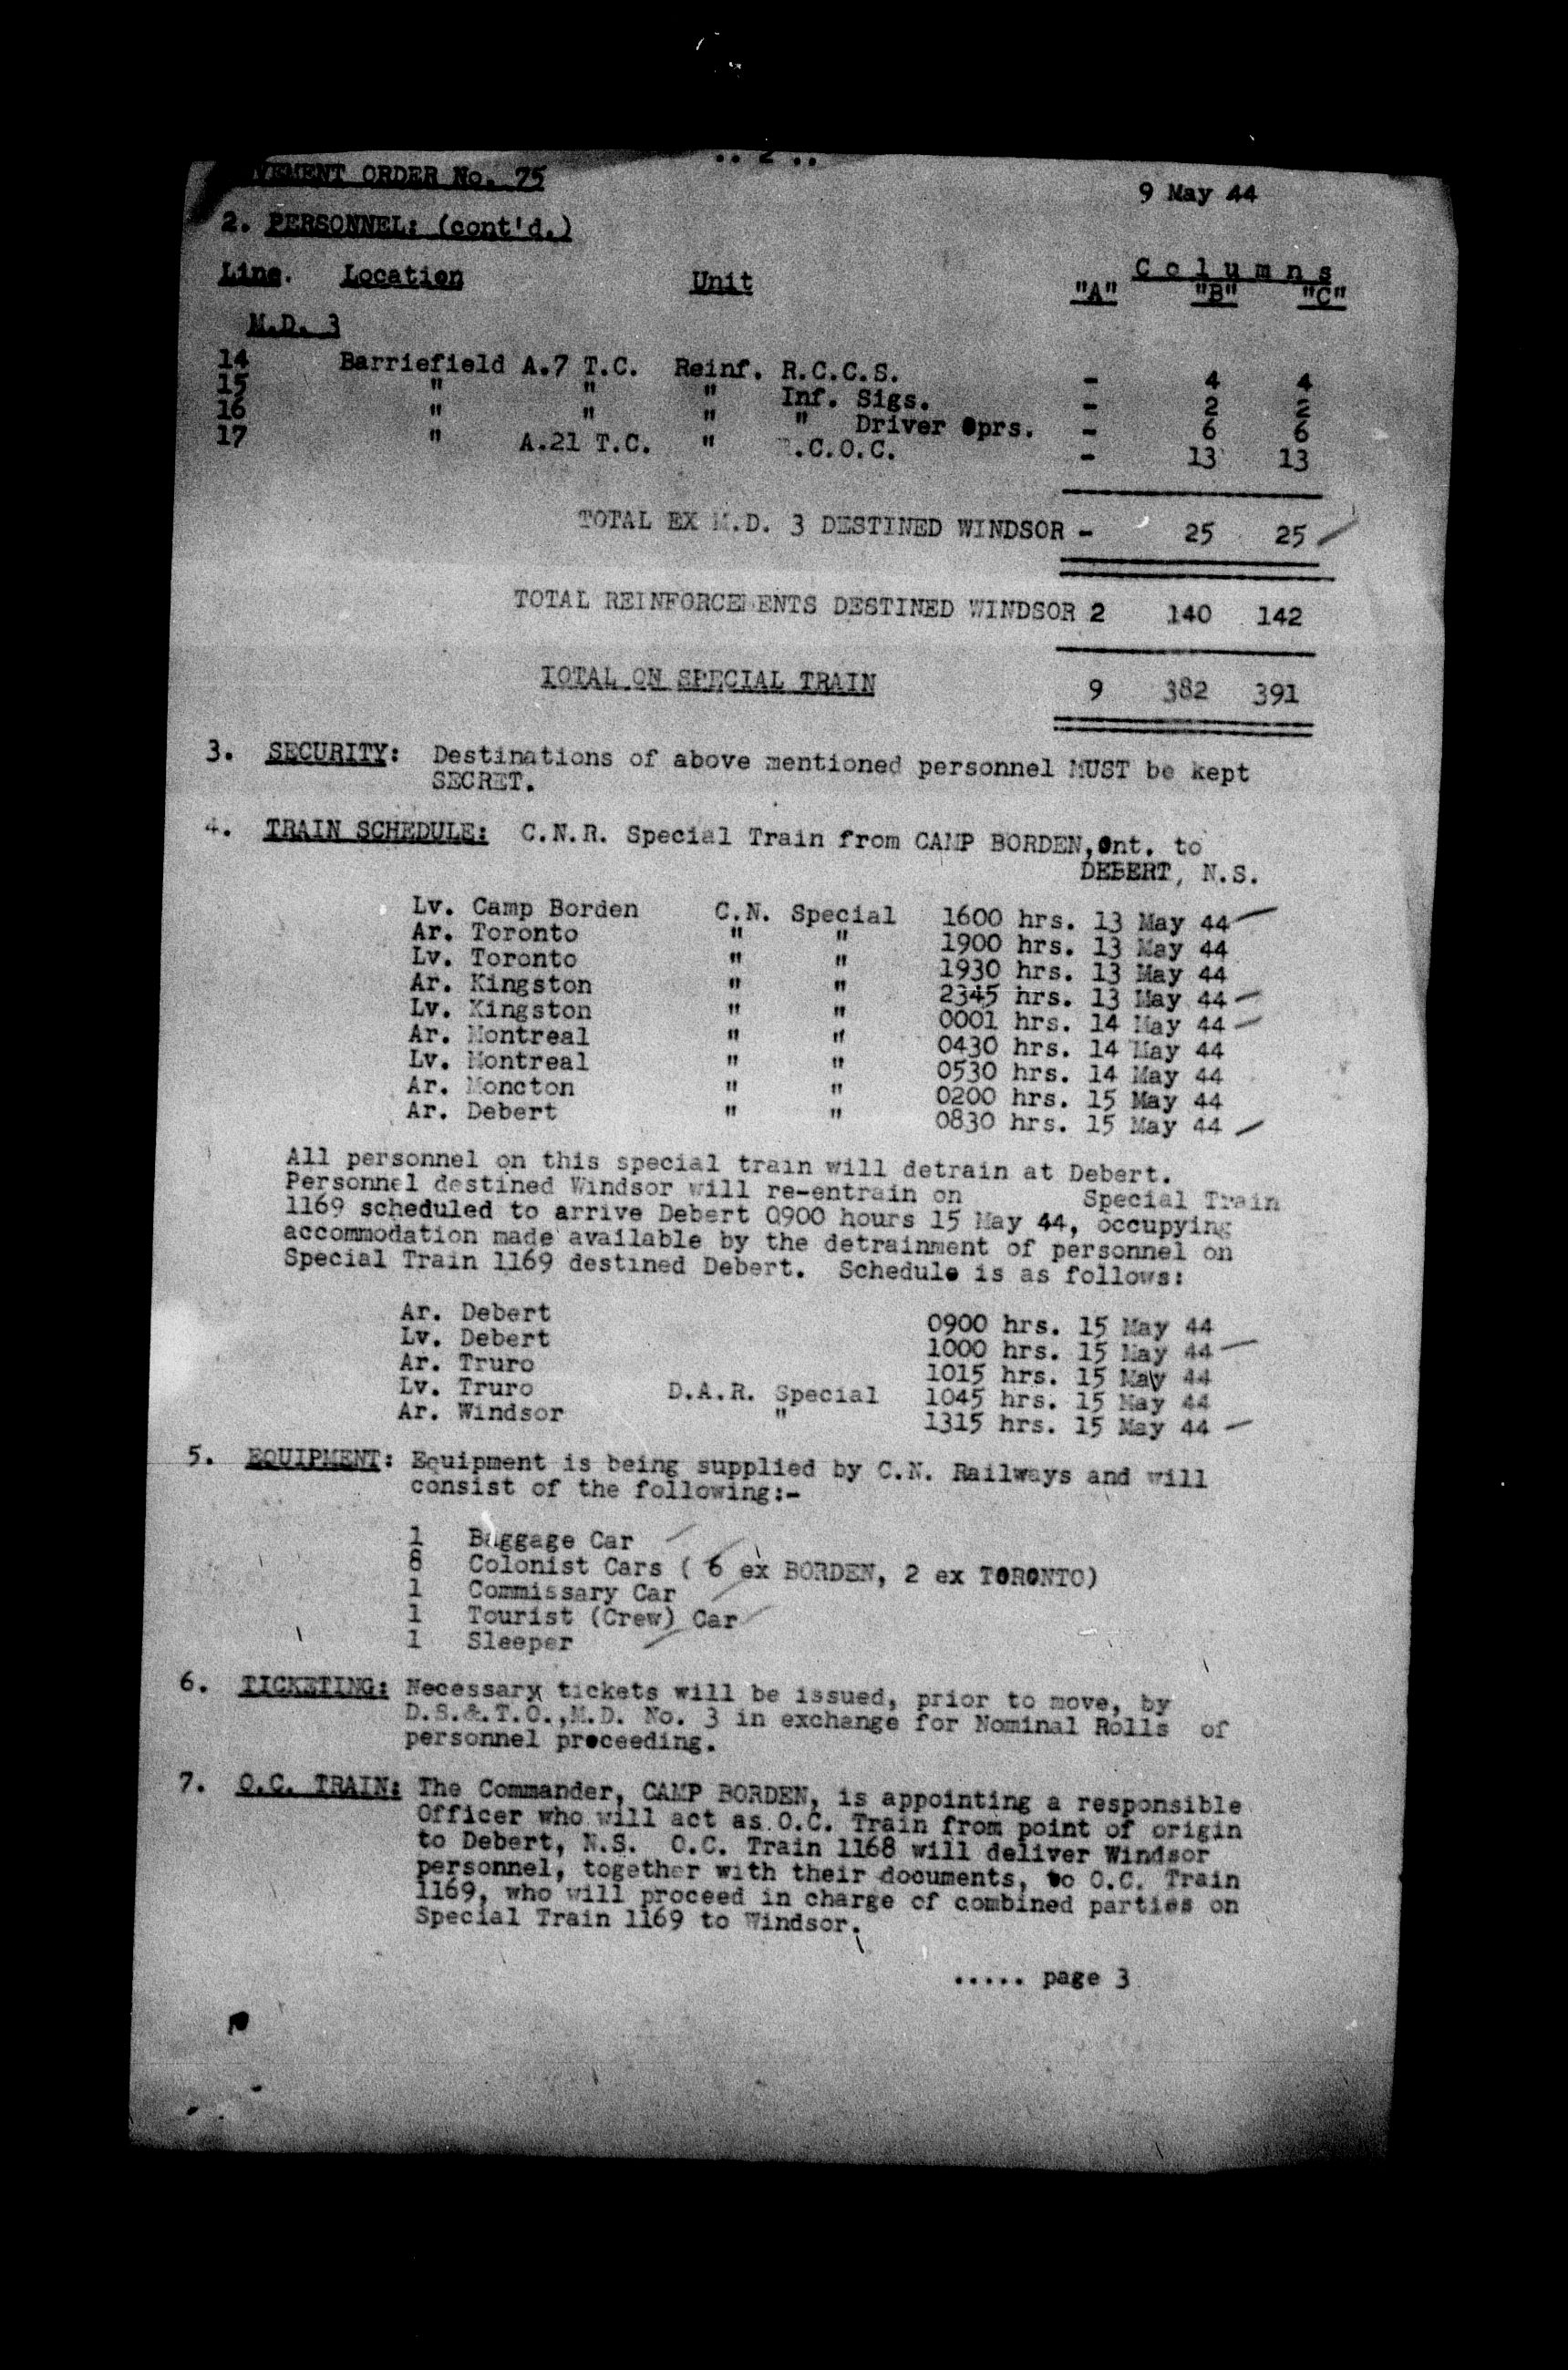 .. 2 ..
VEMENT ORDER No. 75
9 May 44
2. PERSONNEL: (cont'd.)
Line. Location Unit C o l u m n s
"A" "B" "C"
M.D. 3
14 Barriefield A.7 T.C. Reinf. R.C.C.S. - 4 4
15 " " " Inf. Sigs. - 2 2
16 " " " " Driver Oprs. - 6 6
17 " A.21 T.C. " .C.O.C. - 13 13
TOTAL EX M.D. 3 DESTINED WINDSOR - 25 25
TOTAL REINFORCEMENTS DESTINED WINDSOR 2 140 142
TOTAL ON SPECIAL TRAIN 9 382 391
3. SECURITY: Destinations of above mentioned personnel MUST be kept
SECRET.
4. TRAIN SCHEDULE: C.N.R. Special Train from CAMP BORDEN, Ont. to
DEBERT, N.S.
Lv. Camp Borden C.N. Special 1600 hrs. 13 May 44
Ar. Toronto " " 1900 hrs. 13 May 44
Lv. Toronto " " 1930 hrs. 13 May 44
Ar. Kingston " " 2345 hrs. 13 May 44
Lv. Kingston " " 0001 hrs. 14 May 44
Ar. Montreal " " 0430 hrs. 14 May 44
Lv. Montreal " " 0530 hrs. 14 May 44
Ar. Moncton " " 0200 hrs. 15 May 44
Ar. Debert " " 0830 hrs. 15 May 44
All personnel on this special train will detrain at Debert.
Personnel destined Windsor will re-entrain on Special Train
1169 scheduled to arrive Debert 0900 hours 15 May 44, occupying
accommodation made available by the detrainment of personnel on
Special Train 1169 destined Debert. Schedule is as follows:
Ar. Debert 0900 hrs. 15 May 44
Lv. Debert 1000 hrs. 15 May 44
Ar. Truro 1015 hrs. 15 May 44
Lv. Truro D.A.R. Special 1045 hrs. 15 May 44
Ar. Windsor " 1315 hrs. 15 May 44
5. EQUIPMENT: Equipment is being supplied by C.N. Railways and will
consist of the following:-
1 Baggage Car
8 Colonist Cars ( 6 ex BORDEN, 2 ex TORONTO)
1 Commissary Car
1 Tourist (Crew) Car
1 Sleeper
6. TICKETING: Necessary tickets will be issued, prior to move, by
D.S.&.T.O.,M.D. No. 3 in exchange for Nominal Rolls of
personnel proceeding.
7. O.C. TRAIN: The Commander, CAMP BORDEN, is appointing a responsible
Officer who will act as O.C. Train from point of origin
to Debert, N.S. O.C. Train 1168 will deliver Windsor
personnel, together with their documents, to O.C. Train
1169, who will proceed in charge of combined parties on
Special Train 1169 to Windsor.
..... page 3